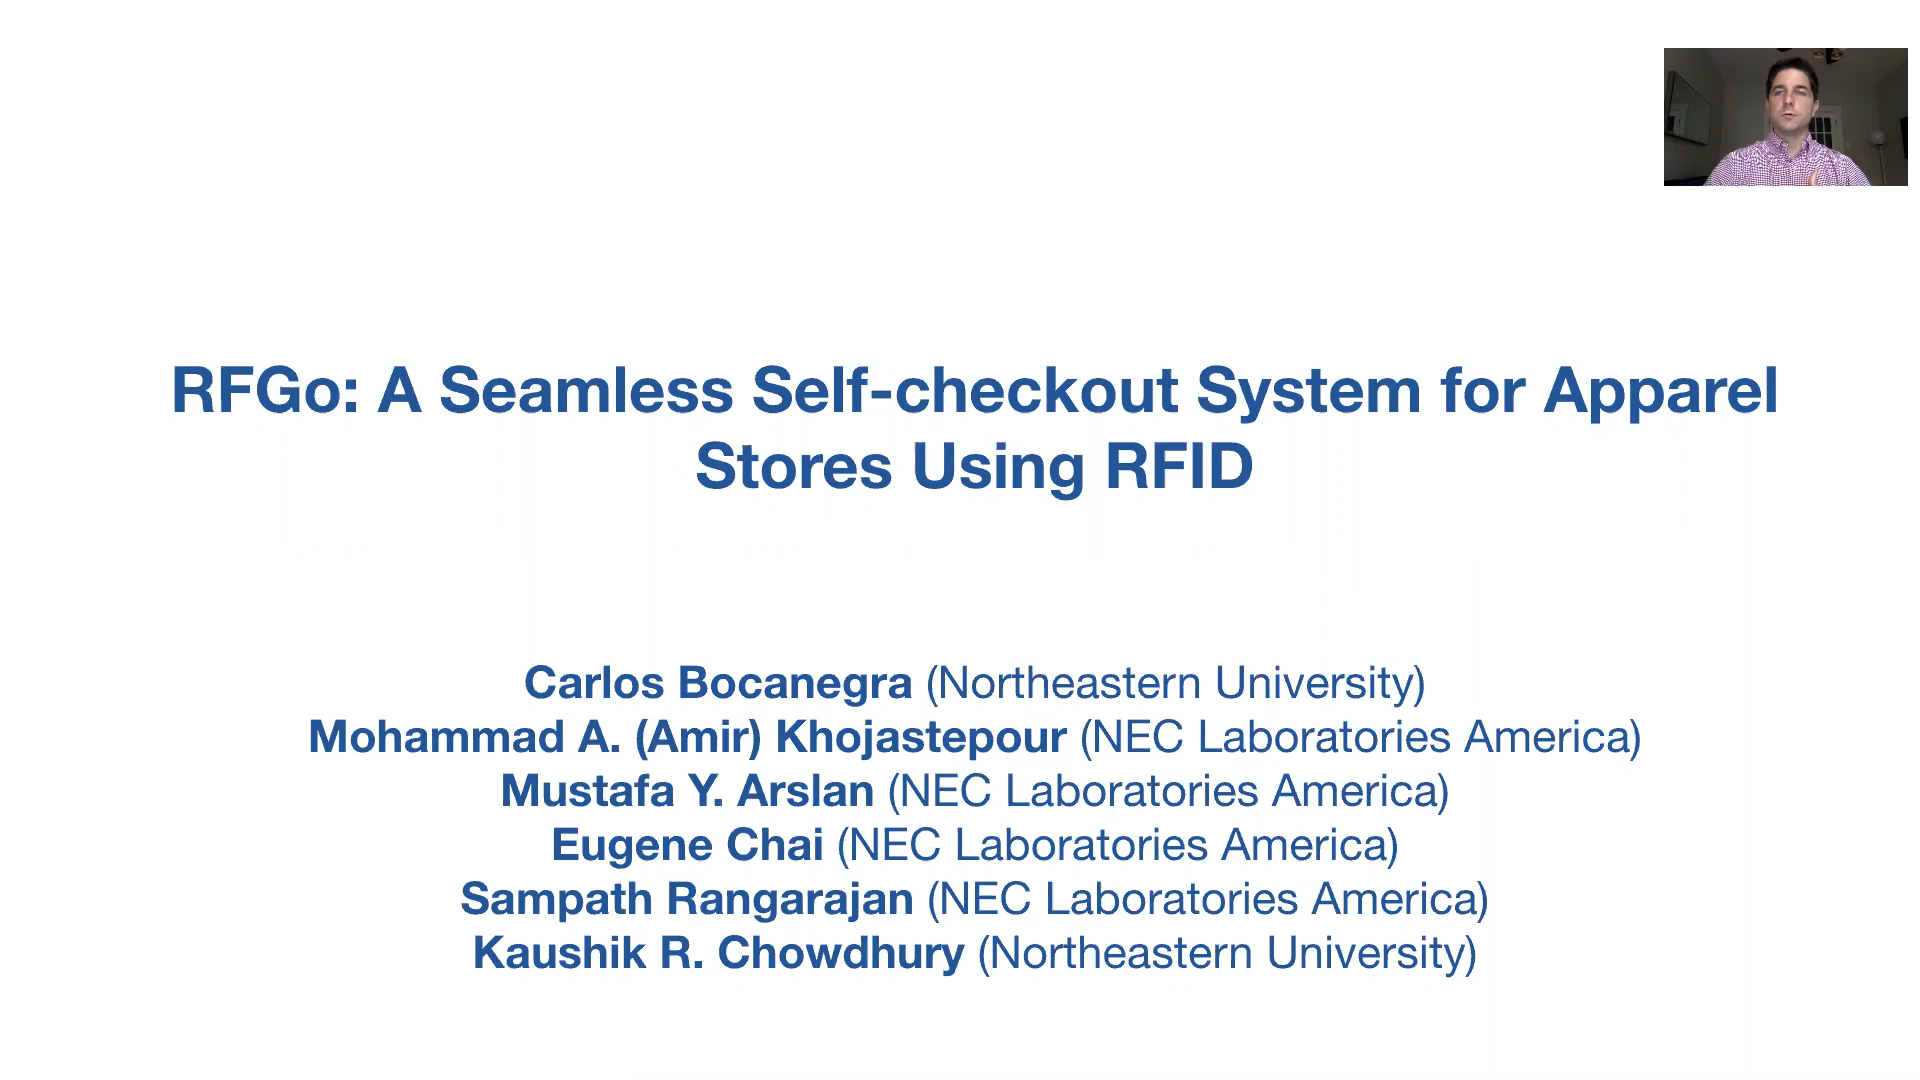 RFGo: A Seamless Self-checkout System for Apparel
Stores Using RFID
Carlos Bocanegra (Northeastern University)
Mohammad A. (Amir) Khojastepour (NEC Laboratories America)
Mustafa Y. Arslan (NEC Laboratories America)
Eugene Chai (NEC Laboratories America)
Sampath Rangarajan (NEC Laboratories America)
Kaushik R. Chowdhury (Northeastern University)